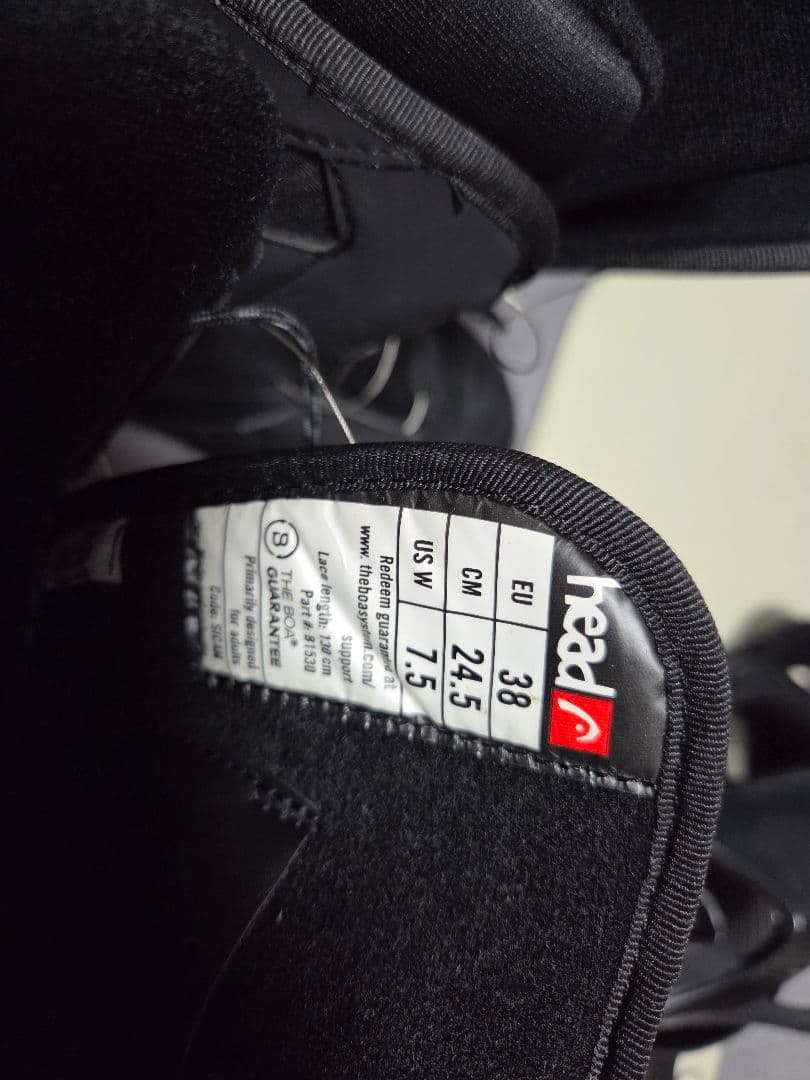 head
EU 38
CM 24.5
US W 7.5
Redeem guarantee at
www.theboasystem.com/
support
Lace length: 130 cm
Part #: 81530
B THE BOA®
GUARANTEE
Primarily designed
for adults
Code: